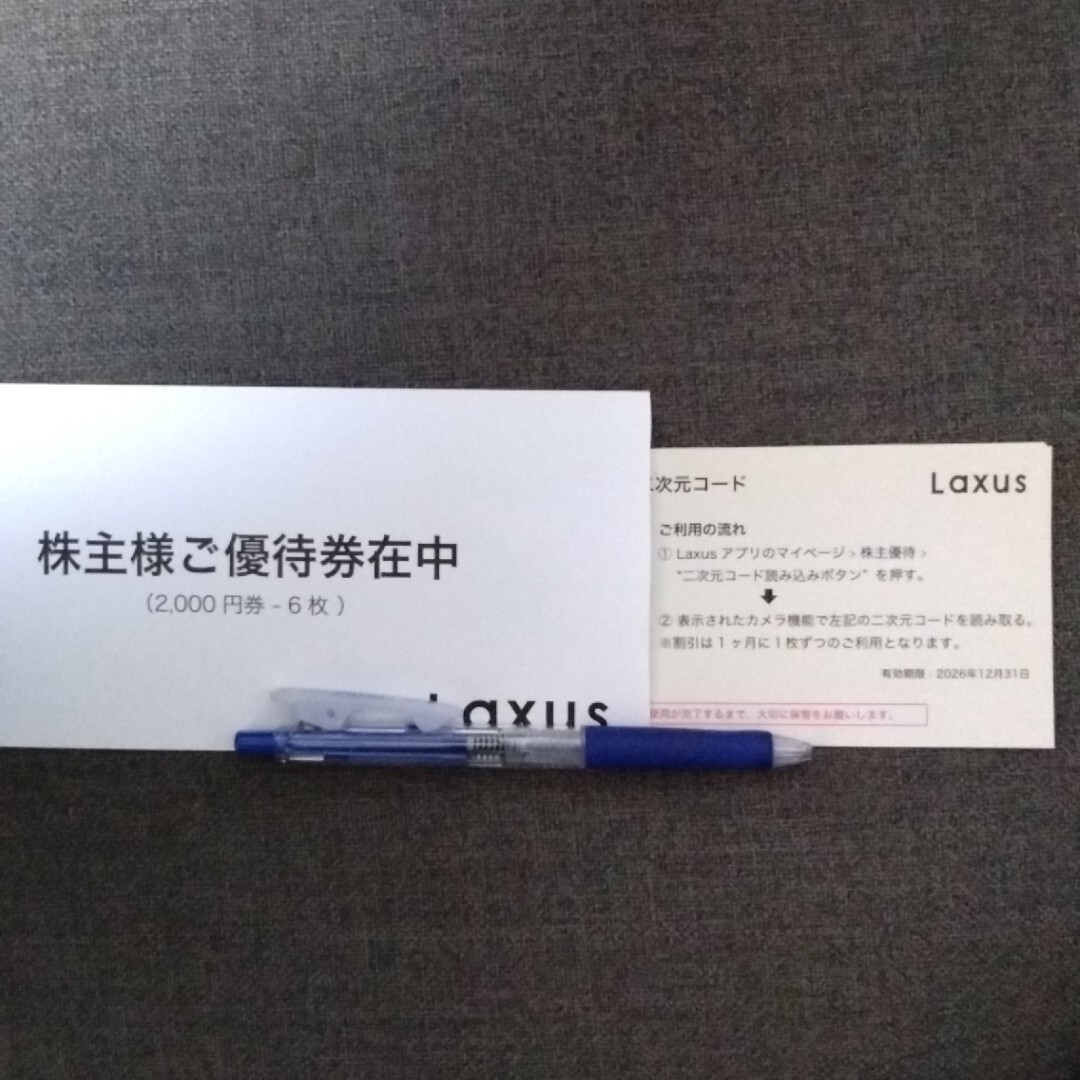 株主様ご優待券在中
（2,000 円券 - 6 枚 ）
Laxus
二次元コード
Laxus
ご利用の流れ
① Laxus アプリのマイページ > 株主優待 >
“二次元コード読み込みボタン” を押す。
② 表示されたカメラ機能で左記の二次元コードを読み取る。
※割引は 1 ヶ月に 1 枚ずつのご利用となります。
有効期限：2026年12月31日
使用が完了するまで、大切に保管をお願いします。